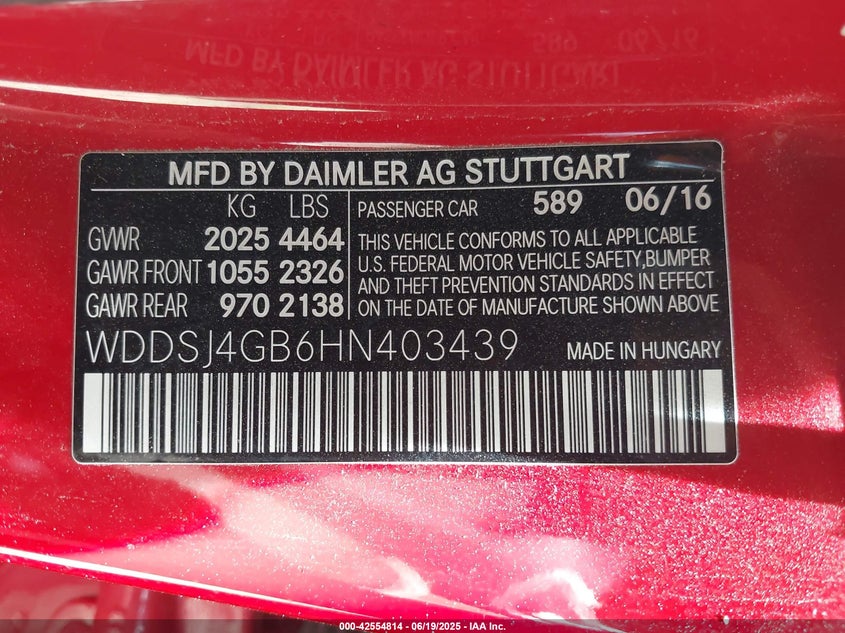 MFD BY DAIMLER AG STUTTGART
KG LBS
GVWR 2025 4464
GAWR FRONT 1055 2326
GAWR REAR 970 2138
PASSENGER CAR 589 06/16
THIS VEHICLE CONFORMS TO ALL APPLICABLE
U.S. FEDERAL MOTOR VEHICLE SAFETY,BUMPER
AND THEFT PREVENTION STANDARDS IN EFFECT
ON THE DATE OF MANUFACTURE SHOWN ABOVE
WDDSJ4GB6HN403439 MADE IN HUNGARY
000-42554814 - 06/19/2025 - IAA Inc.